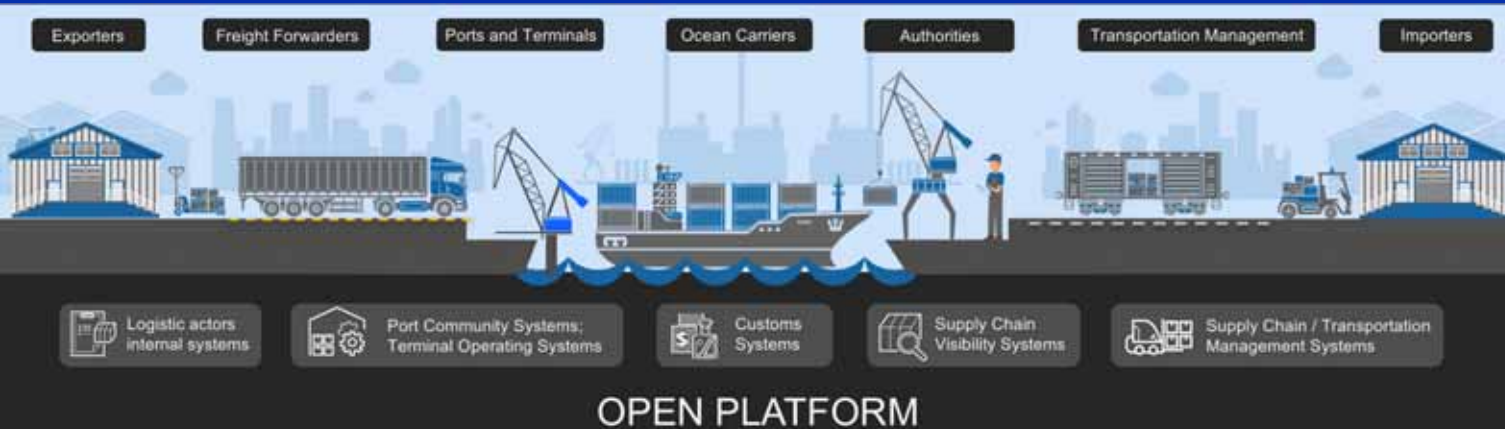 Exporters
Freight Forwarders
Ports and Terminals
Ocean Carriers
Authorities
Transportation Management
Importers
Logistic actors
internal systems
Port Community Systems;
Terminal Operating Systems
Customs
Systems
Supply Chain
Visibility Systems
Supply Chain / Transportation
Management Systems
OPEN PLATFORM